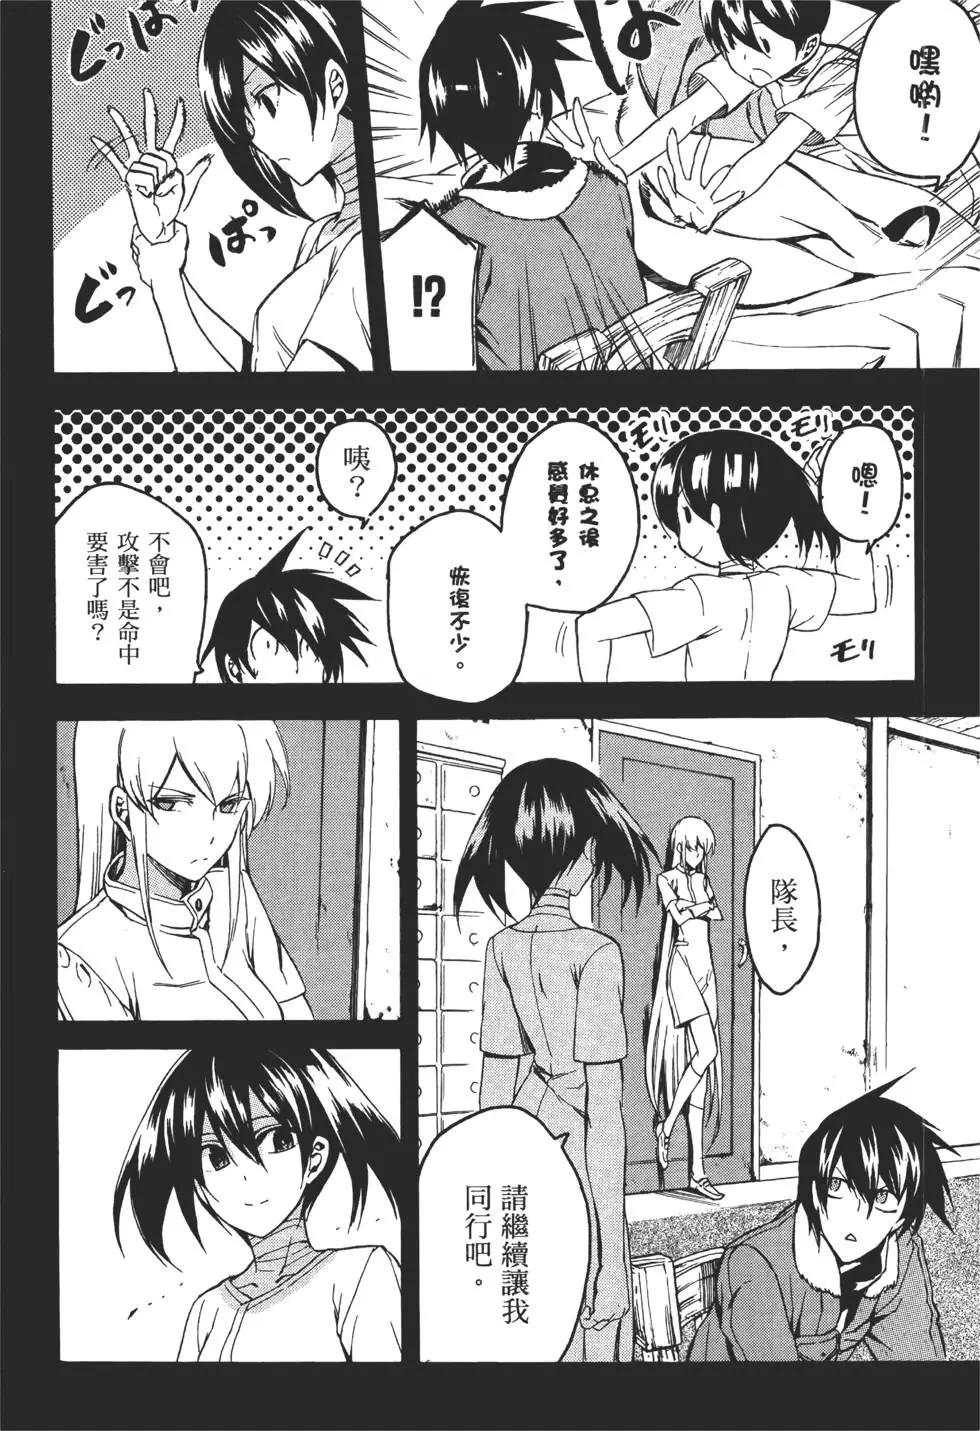 嘿喲！
!?
ぐっぱっ
ぐっぱっ
嗯！
モリ
モリ
モリ
休息之後
感覺好多了，
恢復不少。
咦？
不會吧，
攻擊不是命中
要害了嗎？
隊長，
請繼續讓我
同行吧。